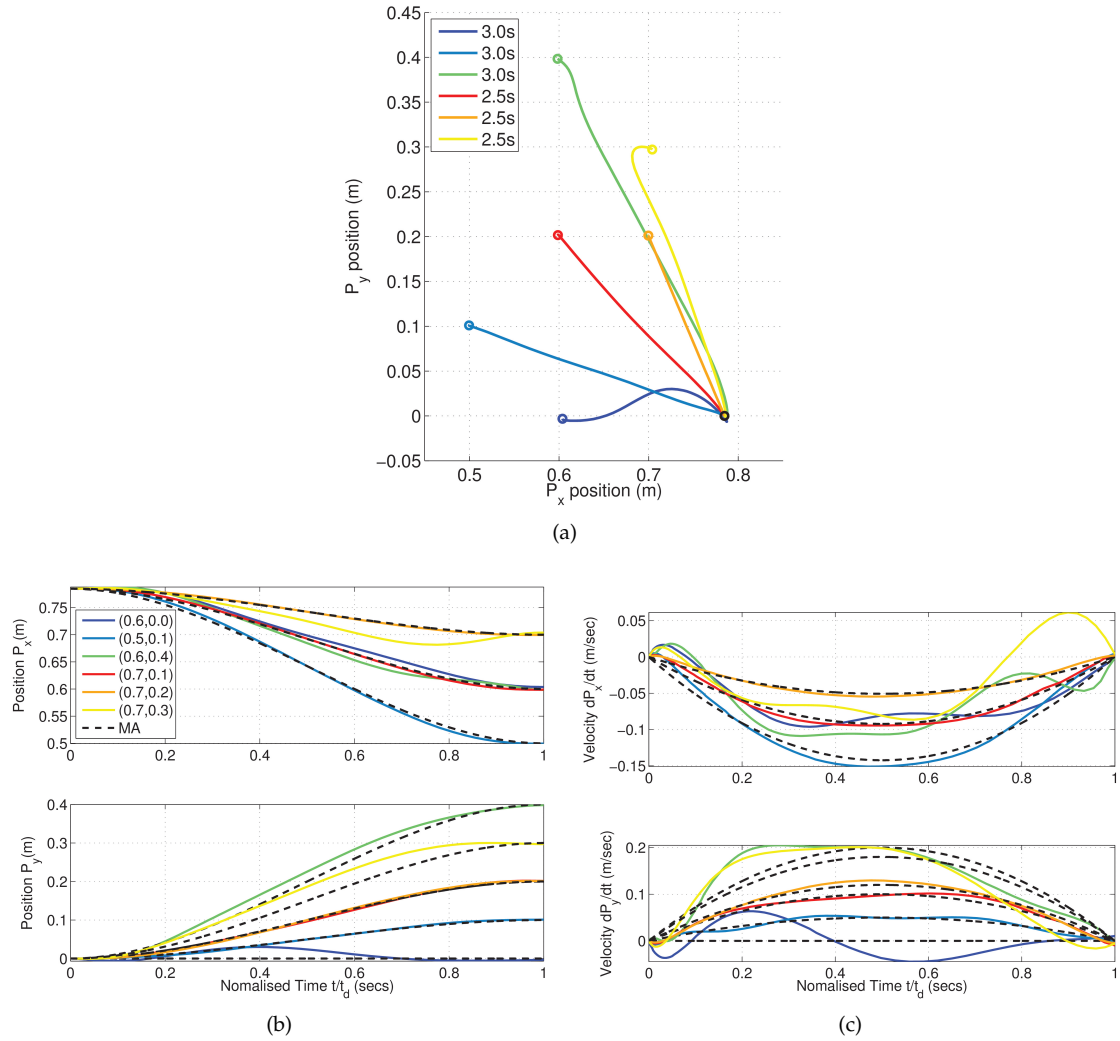 0.45
0.4
0.35
0.3
0.25
0.2
0.15
0.1
0.05
0
−0.05
P_y position (m)
3.0s
3.0s
3.0s
2.5s
2.5s
2.5s
0.5 0.6 0.7 0.8
P_x position (m)
(a)
0.75
0.7
0.65
0.6
0.55
0.5
Position P_x(m)
(0.6,0.0)
(0.5,0.1)
(0.6,0.4)
(0.7,0.1)
(0.7,0.2)
(0.7,0.3)
MA
0 0.2 0.4 0.6 0.8 1
0.4
0.3
0.2
0.1
0
Position P_y(m)
0 0.2 0.4 0.6 0.8 1
Nomalised Time t/t_d (secs)
(b)
0.05
0
−0.05
−0.1
−0.15
Velocity dP_x/dt (m/sec)
0 0.2 0.4 0.6 0.8 1
0.2
0.1
0
Velocity dP_y/dt (m/sec)
0 0.2 0.4 0.6 0.8 1
Nomalised Time t/t_d (secs)
(c)